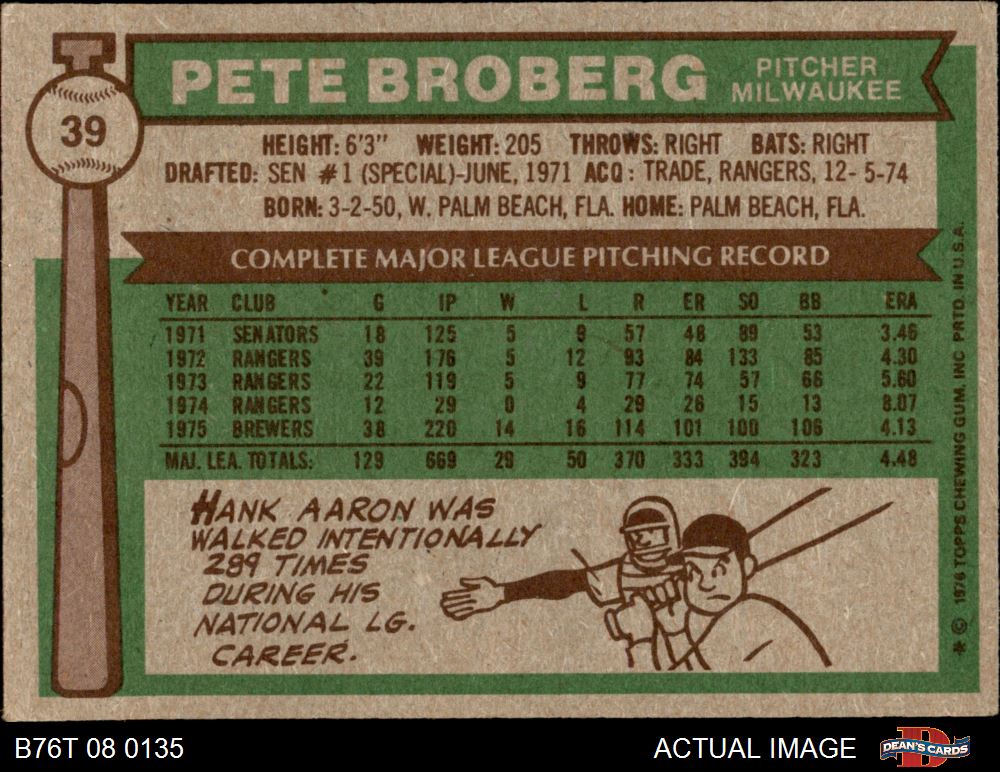 PETE BROBERG
PITCHER
MILWAUKEE
39
HEIGHT: 6'3" WEIGHT: 205 THROWS: RIGHT BATS: RIGHT
DRAFTED: SEN #1 (SPECIAL)-JUNE, 1971 ACQ: TRADE, RANGERS, 12-5-74
BORN: 3-2-50, W. PALM BEACH, FLA. HOME: PALM BEACH, FLA.
COMPLETE MAJOR LEAGUE PITCHING RECORD
YEAR CLUB G IP W L R ER SO BB ERA
1971 SENATORS 18 125 5 9 57 48 89 53 3.46
1972 RANGERS 39 176 5 12 93 84 133 85 4.30
1973 RANGERS 22 119 5 9 77 74 57 66 5.60
1974 RANGERS 12 29 0 4 29 26 15 13 8.07
1975 BREWERS 38 220 14 16 114 101 100 106 4.13
MAJ. LEA. TOTALS: 129 669 29 50 370 333 394 323 4.48
HANK AARON WAS
WALKED INTENTIONALLY
289 TIMES
DURING HIS
NATIONAL LG.
CAREER.
* © 1976 TOPPS CHEWING GUM, INC PRTD. IN U.S.A.
B76T 08 0135
ACTUAL IMAGE
DEAN'S CARDS